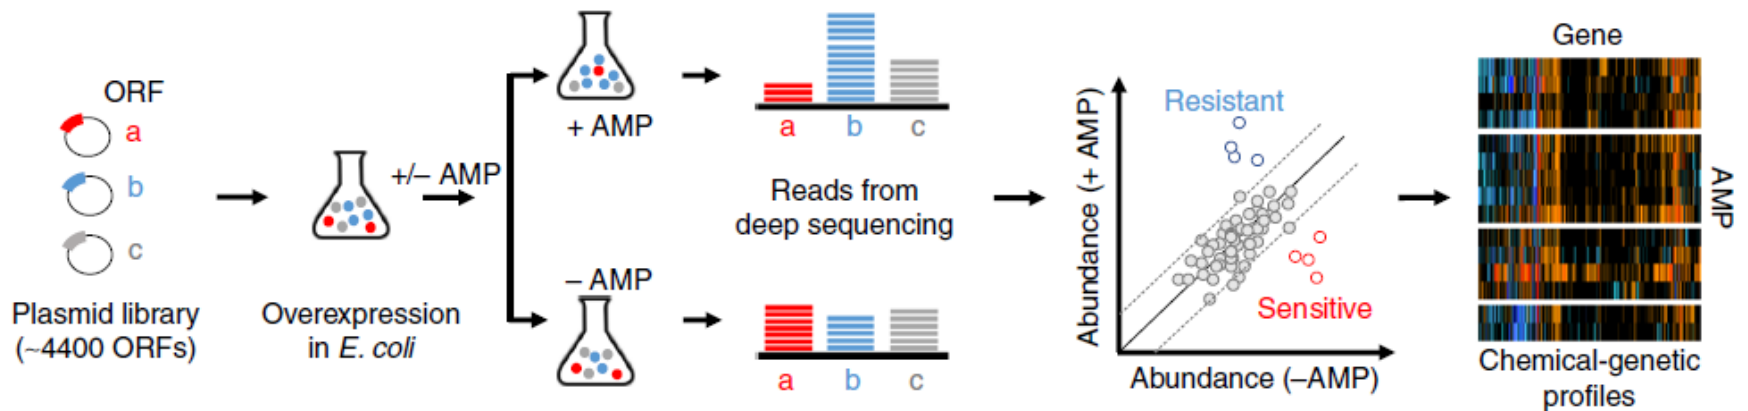 ORF
a
b
c
Plasmid library
(~4400 ORFs)
Overexpression
in E. coli
+/– AMP
+ AMP
– AMP
a b c
Reads from
deep sequencing
a b c
Abundance (+ AMP)
Resistant
Sensitive
Abundance (–AMP)
Gene
AMP
Chemical-genetic
profiles